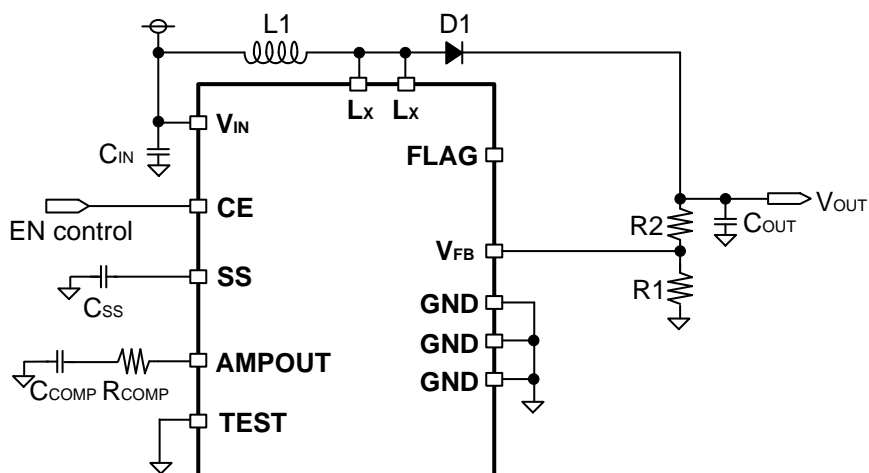 L1
D1
LX
LX
VIN
CIN
FLAG
CE
EN control
VOUT
COUT
R2
VFB
SS
CSS
R1
GND
GND
AMPOUT
GND
CCOMP RCOMP
TEST